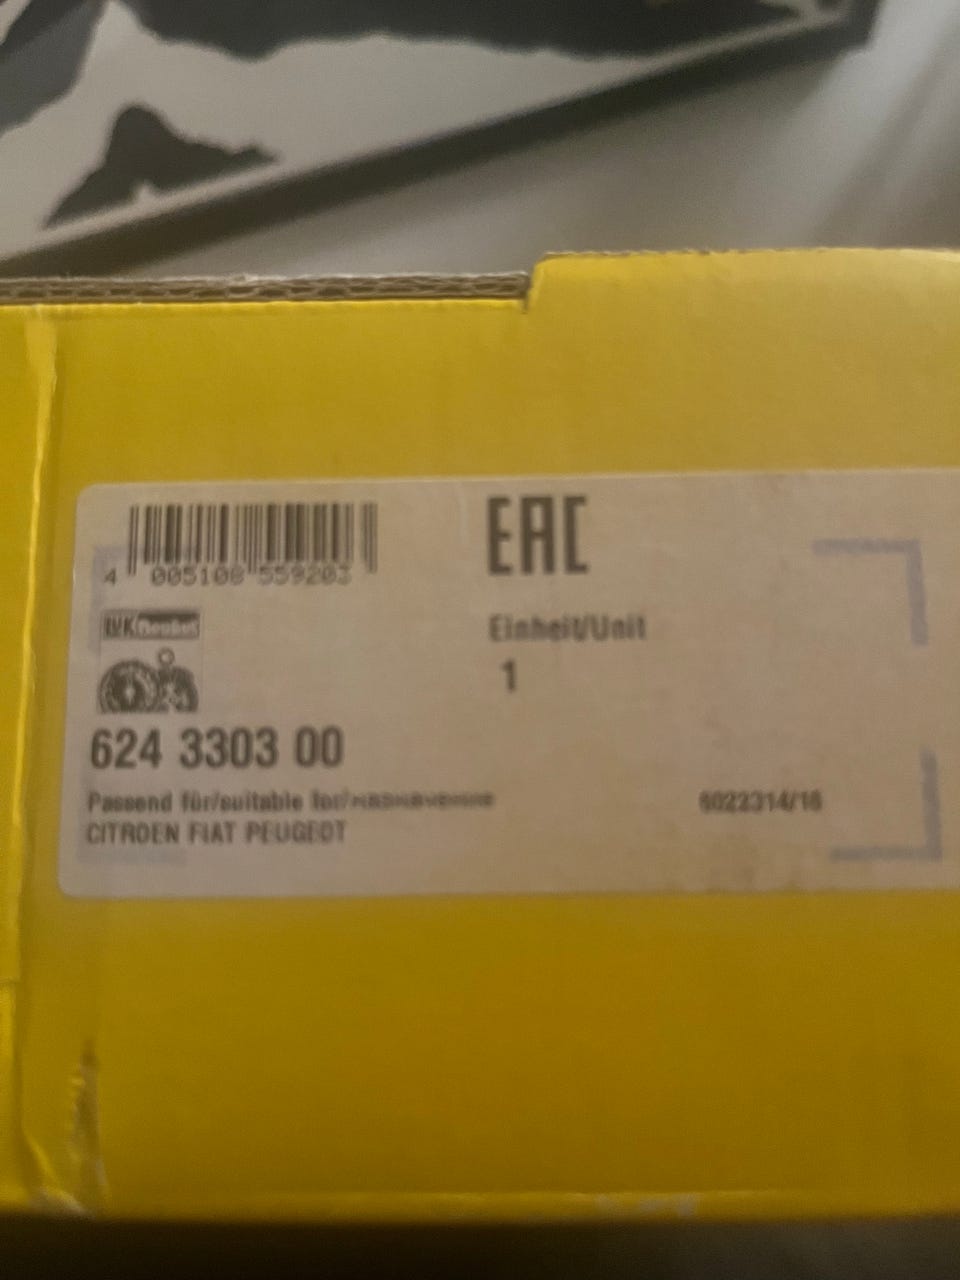 EAC
4 005108 559203
LuK
Einheit/Unit
1
624 3303 00
Passend für/suitable for/
6022314/16
CITROEN FIAT PEUGEOT